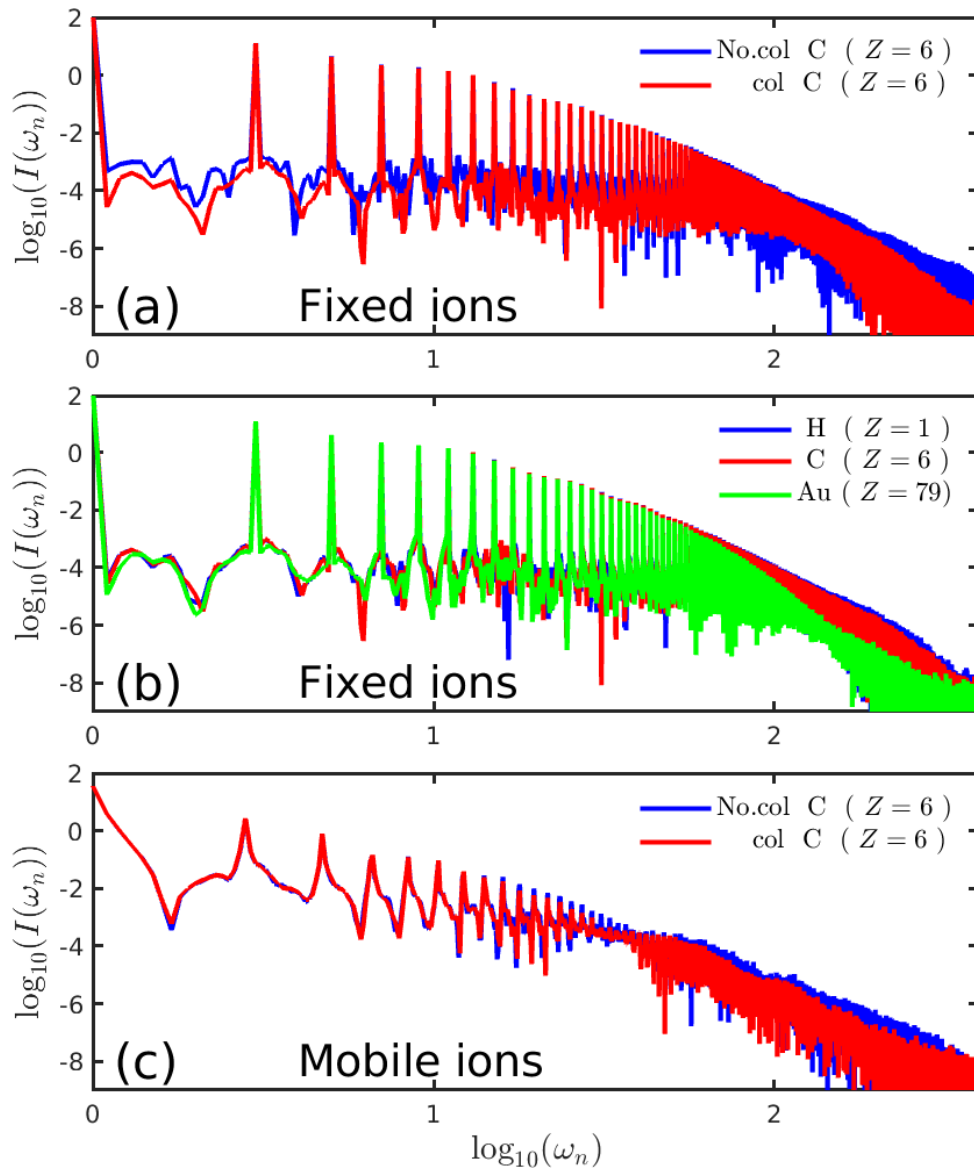 2
0
-2
-4
-6
-8
log₁₀(I(ωₙ))
No.col C ( Z = 6 )
col C ( Z = 6 )
(a) Fixed ions
0 1 2
2
0
-2
-4
-6
-8
log₁₀(I(ωₙ))
H ( Z = 1 )
C ( Z = 6 )
Au ( Z = 79)
(b) Fixed ions
0 1 2
2
0
-2
-4
-6
-8
log₁₀(I(ωₙ))
No.col C ( Z = 6 )
col C ( Z = 6 )
(c) Mobile ions
0 1 2
log₁₀(ωₙ)